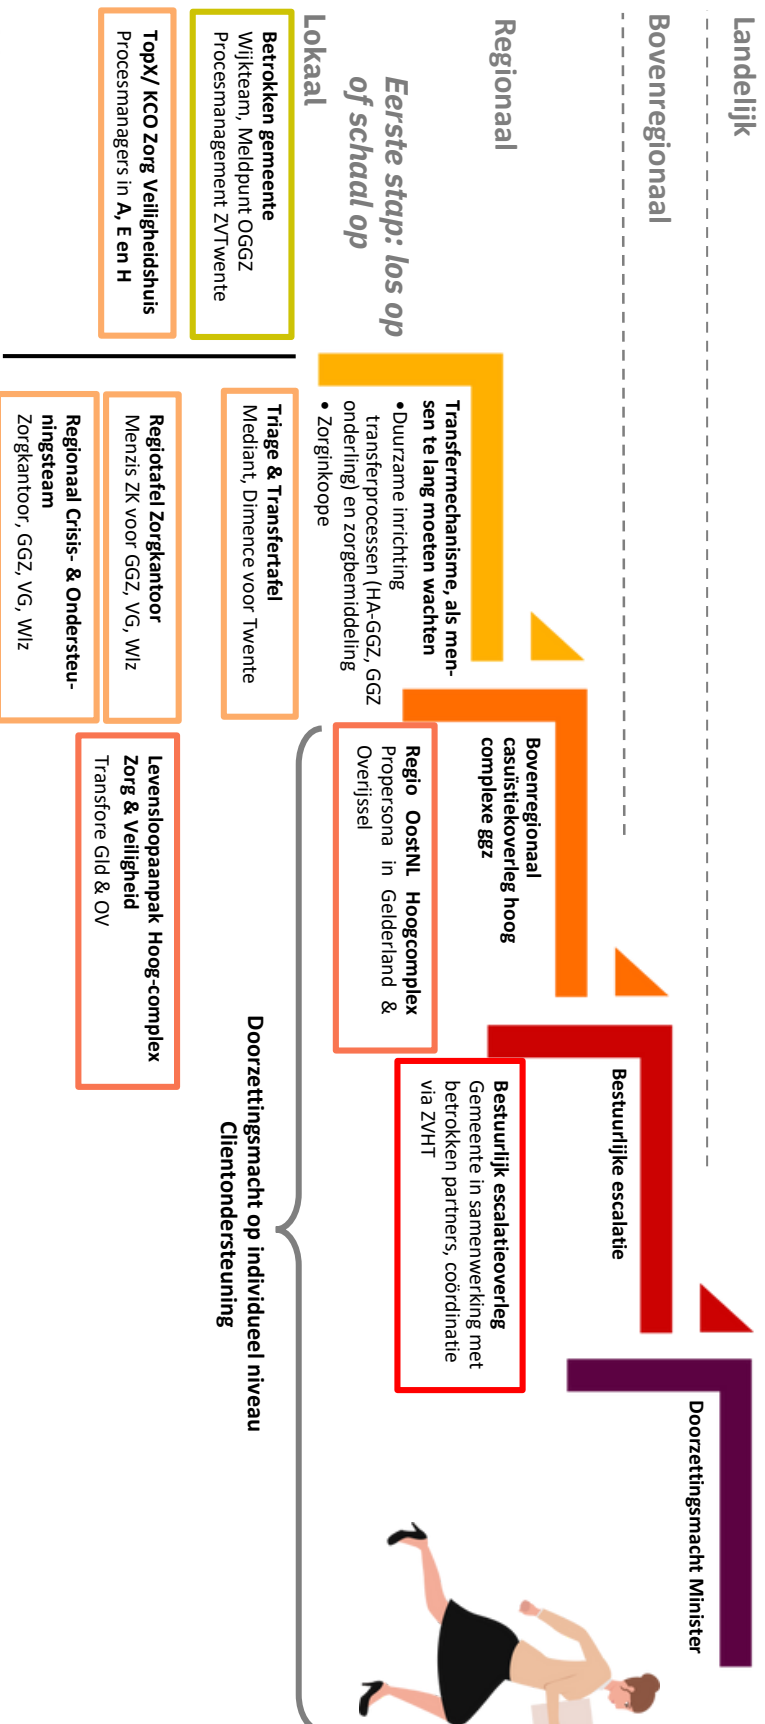 Landelijk
Bovenregionaal
Regionaal
Eerste stap: los op
of schaal op
Lokaal
Betrokken gemeente
Wijkteam, Meldpunt OGGZ
Procesmanagement ZVTwente
TopX/ KCO Zorg Veiligheidshuis
Procesmanagers in A, E en H
Transfermechanisme, als men-
sen te lang moeten wachten
• Duurzame inrichting
transferprocessen (HA-GGZ, GGZ
onderling) en zorgbemiddeling
• Zorginkoope
Triage & Transfertafel
Mediant, Dimence voor Twente
Regiotafel Zorgkantoor
Menzis ZK voor GGZ, VG, Wlz
Regionaal Crisis- & Ondersteu-
ningsteam
Zorgkantoor, GGZ, VG, Wlz
Bovenregionaal
casuïstiekoverleg hoog
complexe ggz
Regio OostNL Hoogcomplex
Propersona in Gelderland &
Overijssel
Levensloopaanpak Hoog-complex
Zorg & Veiligheid
Transfore Gld & OV
Bestuurlijke escalatie
Bestuurlijk escalatieoverleg
Gemeente in samenwerking met
betrokken partners, coördinatie
via ZVHT
Doorzettingsmacht Minister
Doorzettingsmacht op individueel niveau
Clientondersteuning